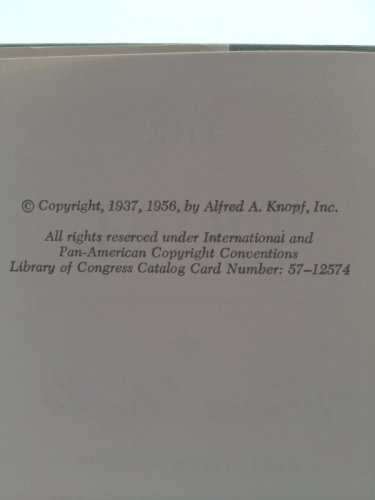 © Copyright, 1937, 1956, by Alfred A. Knopf, Inc.
All rights reserved under International and
Pan-American Copyright Conventions
Library of Congress Catalog Card Number: 57–12574